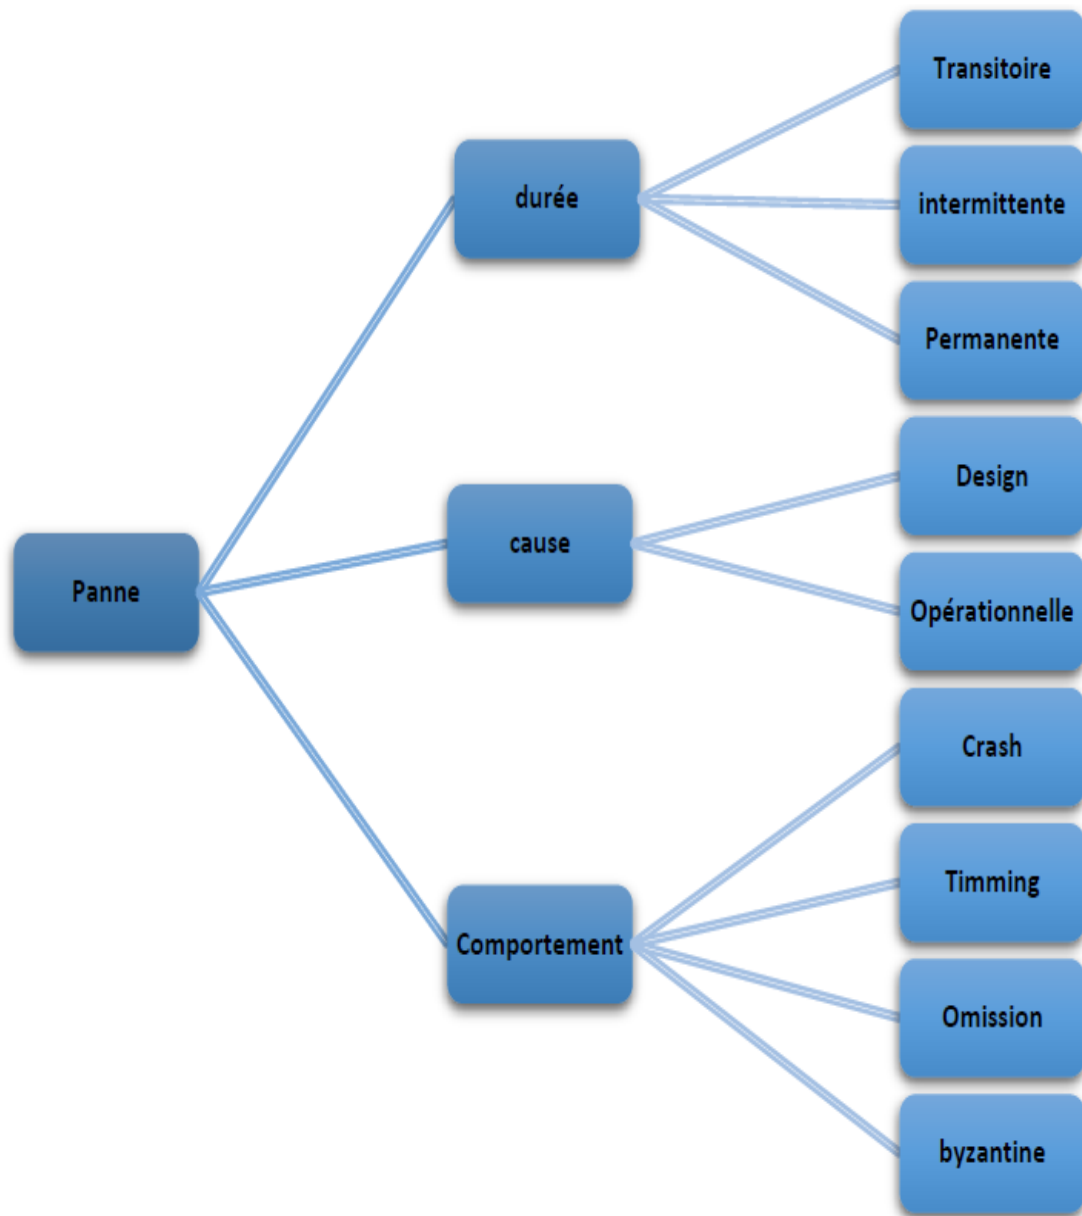 Panne
durée
Transitoire
intermittente
Permanente
cause
Design
Opérationnelle
Comportement
Crash
Timming
Omission
byzantine